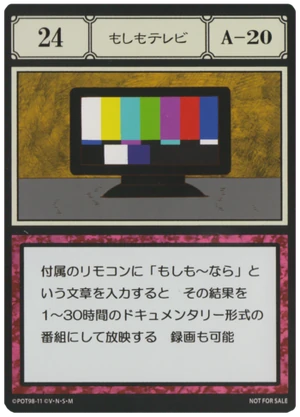 24
もしもテレビ
A-20
付属のリモコンに「もしも〜なら」と
いう文章を入力すると　その結果を
1〜30時間のドキュメンタリー形式の
番組にして放映する　録画も可能
©POT98-11 ©V・N・S・M
NOT FOR SALE